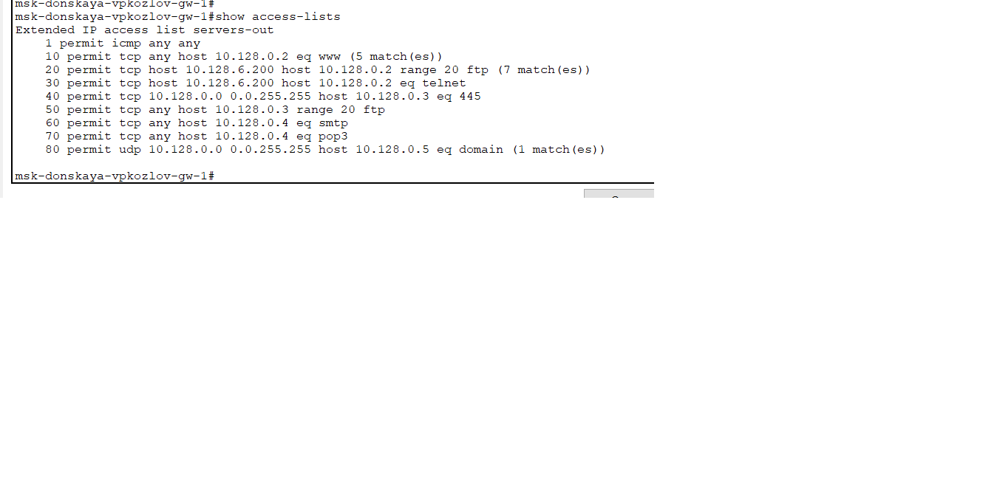 msk-donskaya-vpkozlov-gw-1#
msk-donskaya-vpkozlov-gw-1#show access-lists
Extended IP access list servers-out
1 permit icmp any any
10 permit tcp any host 10.128.0.2 eq www (5 match(es))
20 permit tcp host 10.128.6.200 host 10.128.0.2 range 20 ftp (7 match(es))
30 permit tcp host 10.128.6.200 host 10.128.0.2 eq telnet
40 permit tcp 10.128.0.0 0.0.255.255 host 10.128.0.3 eq 445
50 permit tcp any host 10.128.0.3 range 20 ftp
60 permit tcp any host 10.128.0.4 eq smtp
70 permit tcp any host 10.128.0.4 eq pop3
80 permit udp 10.128.0.0 0.0.255.255 host 10.128.0.5 eq domain (1 match(es))
msk-donskaya-vpkozlov-gw-1#